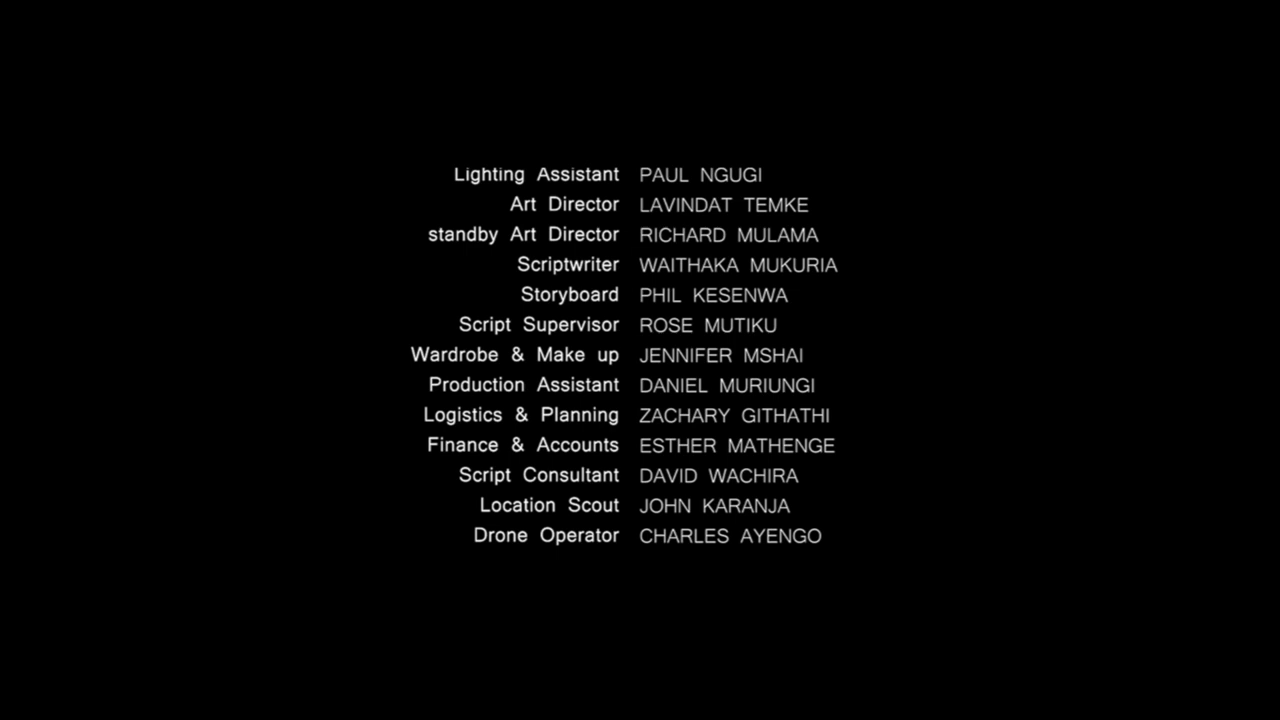 Lighting Assistant PAUL NGUGI
Art Director LAVINDAT TEMKE
standby Art Director RICHARD MULAMA
Scriptwriter WAITHAKA MUKURIA
Storyboard PHIL KESENWA
Script Supervisor ROSE MUTIKU
Wardrobe & Make up JENNIFER MSHAI
Production Assistant DANIEL MURIUNGI
Logistics & Planning ZACHARY GITHATHI
Finance & Accounts ESTHER MATHENGE
Script Consultant DAVID WACHIRA
Location Scout JOHN KARANJA
Drone Operator CHARLES AYENGO